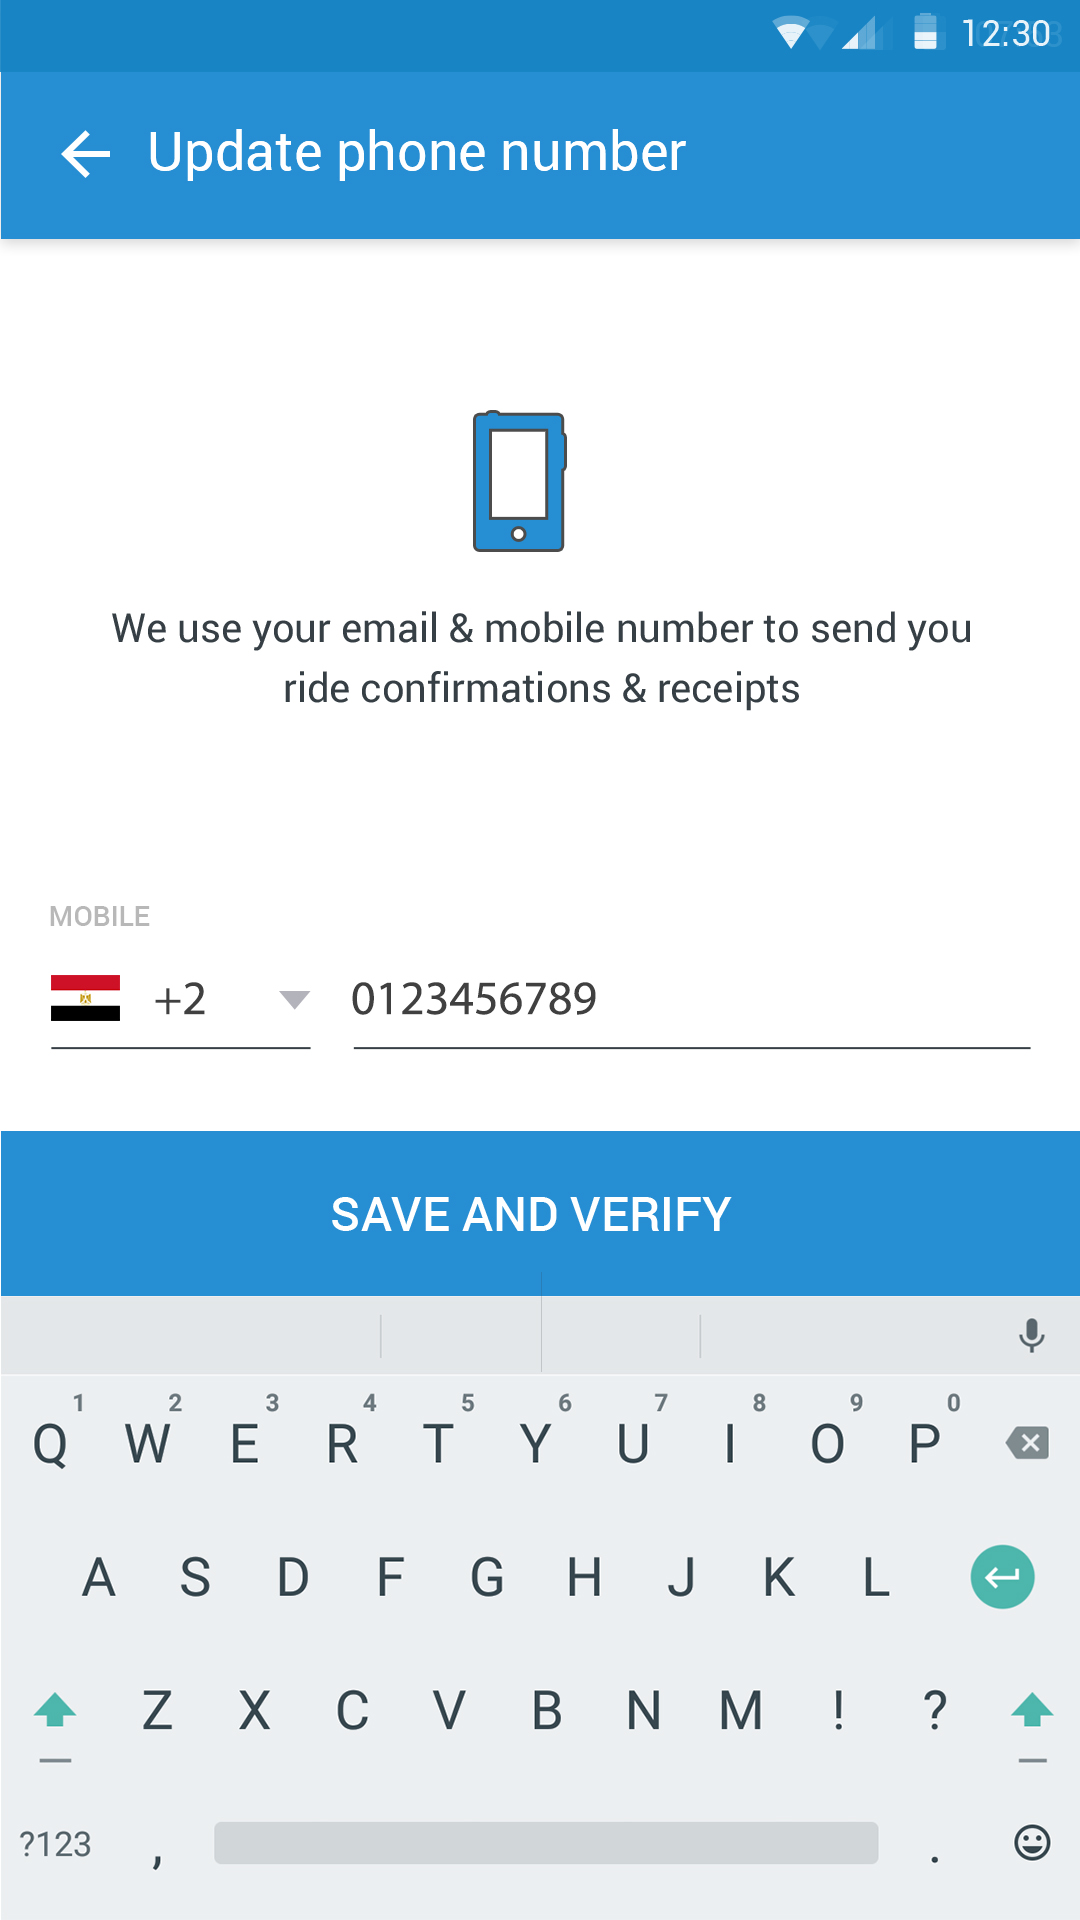 12:30
Update phone number
We use your email & mobile number to send you
ride confirmations & receipts
MOBILE
+2 0123456789
SAVE AND VERIFY
1 2 3 4 5 6 7 8 9 0
Q W E R T Y U I O P
A S D F G H J K L
Z X C V B N M ! ?
?123 , .